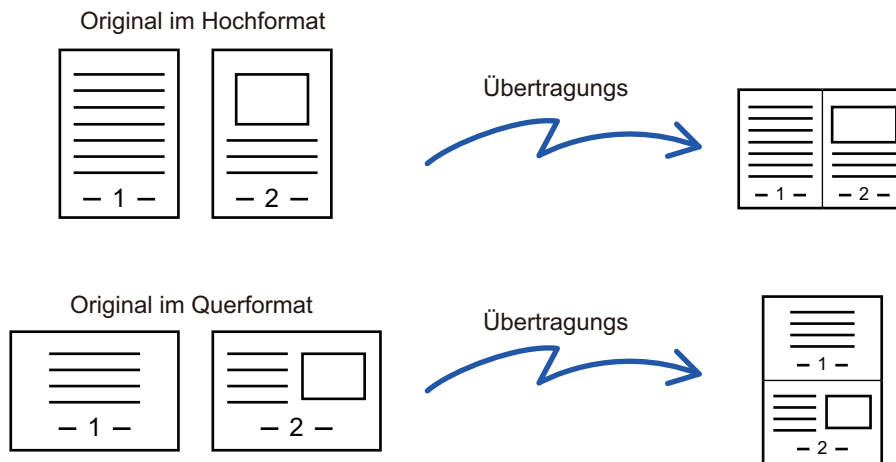 Original im Hochformat
Übertragungs
– 1 –
– 2 –
– 1 –
– 2 –
Original im Querformat
Übertragungs
– 1 –
– 2 –
– 1 –
– 2 –